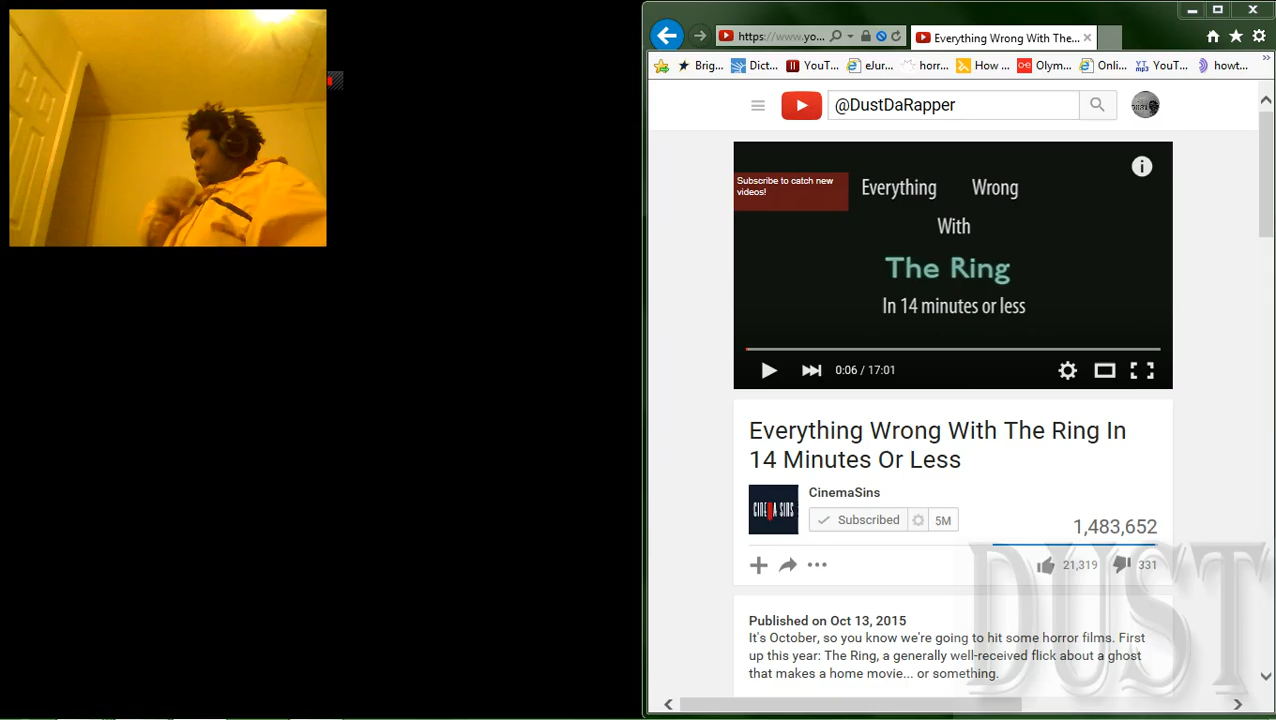 https://www.yo...
Everything Wrong With The...
Brig...
Dict...
YouT...
eJur...
horr...
How ...
Olym...
Onli...
YouT...
howt...
@DustDaRapper
Subscribe to catch new
videos!
Everything Wrong
With
The Ring
In 14 minutes or less
0:06 / 17:01
Everything Wrong With The Ring In
14 Minutes Or Less
CINEMA SINS
CinemaSins
Subscribed
5M
1,483,652
21,319
331
Published on Oct 13, 2015
It's October, so you know we're going to hit some horror films. First
up this year: The Ring, a generally well-received flick about a ghost
that makes a home movie... or something.
DUST